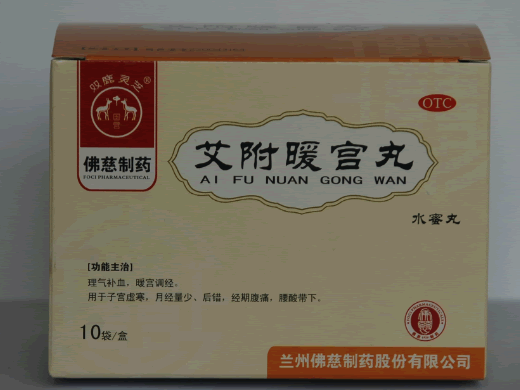 双鹿灵芝®
佛慈制药
FOCI PHARMACEUTICAL
OTC
艾附暖宫丸
AI FU NUAN GONG WAN
水蜜丸
[功能主治]
理气补血，暖宫调经。
用于子宫虚寒，月经量少、后错，经期腹痛，腰酸带下。
10袋/盒
兰州佛慈制药股份有限公司